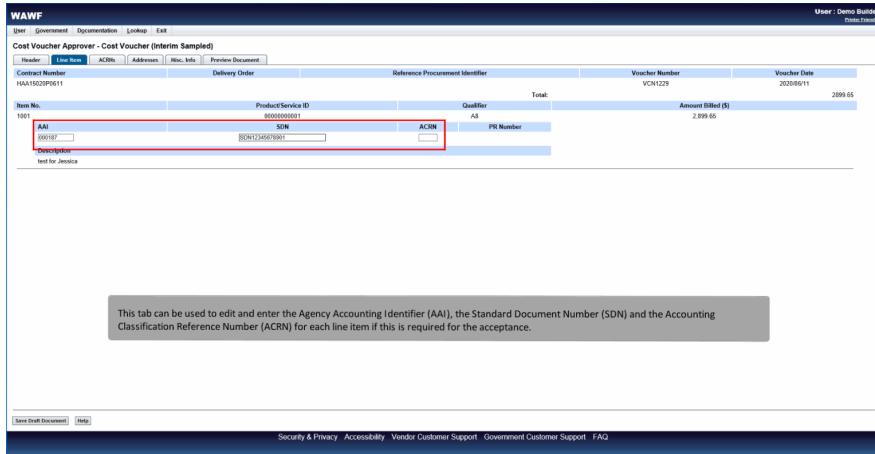 WAWF
User : Demo Builde
Printer Friend
User Government Documentation Lookup Exit
Cost Voucher Approver - Cost Voucher (Interim Sampled)
Header Line Item ACRNs Addresses Misc. Info Preview Document
Contract Number Delivery Order Reference Procurement Identifier Voucher Number Voucher Date
HAA15020P0611 VCN1229 2020/06/11
Total: 2899.65
Item No. Product/Service ID Qualifier Amount Billed ($)
1001 00000000001 A8 2,899.65
AAI SDN ACRN PR Number
000187 SDN12345678901
Description
test for Jessica
This tab can be used to edit and enter the Agency Accounting Identifier (AAI), the Standard Document Number (SDN) and the Accounting
Classification Reference Number (ACRN) for each line item if this is required for the acceptance.
Save Draft Document Help
Security & Privacy Accessibility Vendor Customer Support Government Customer Support FAQ